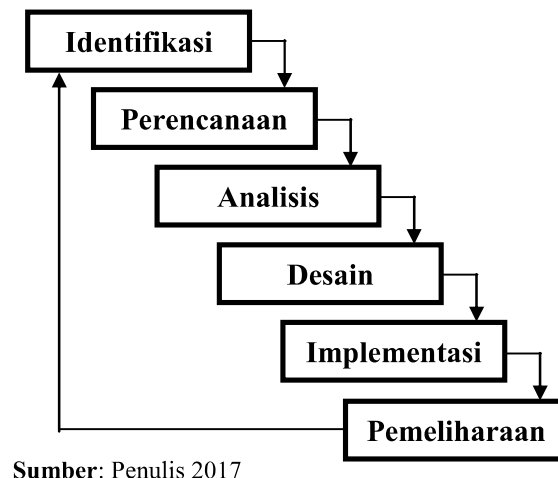 Identifikasi
Perencanaan
Analisis
Desain
Implementasi
Pemeliharaan
Sumber: Penulis 2017